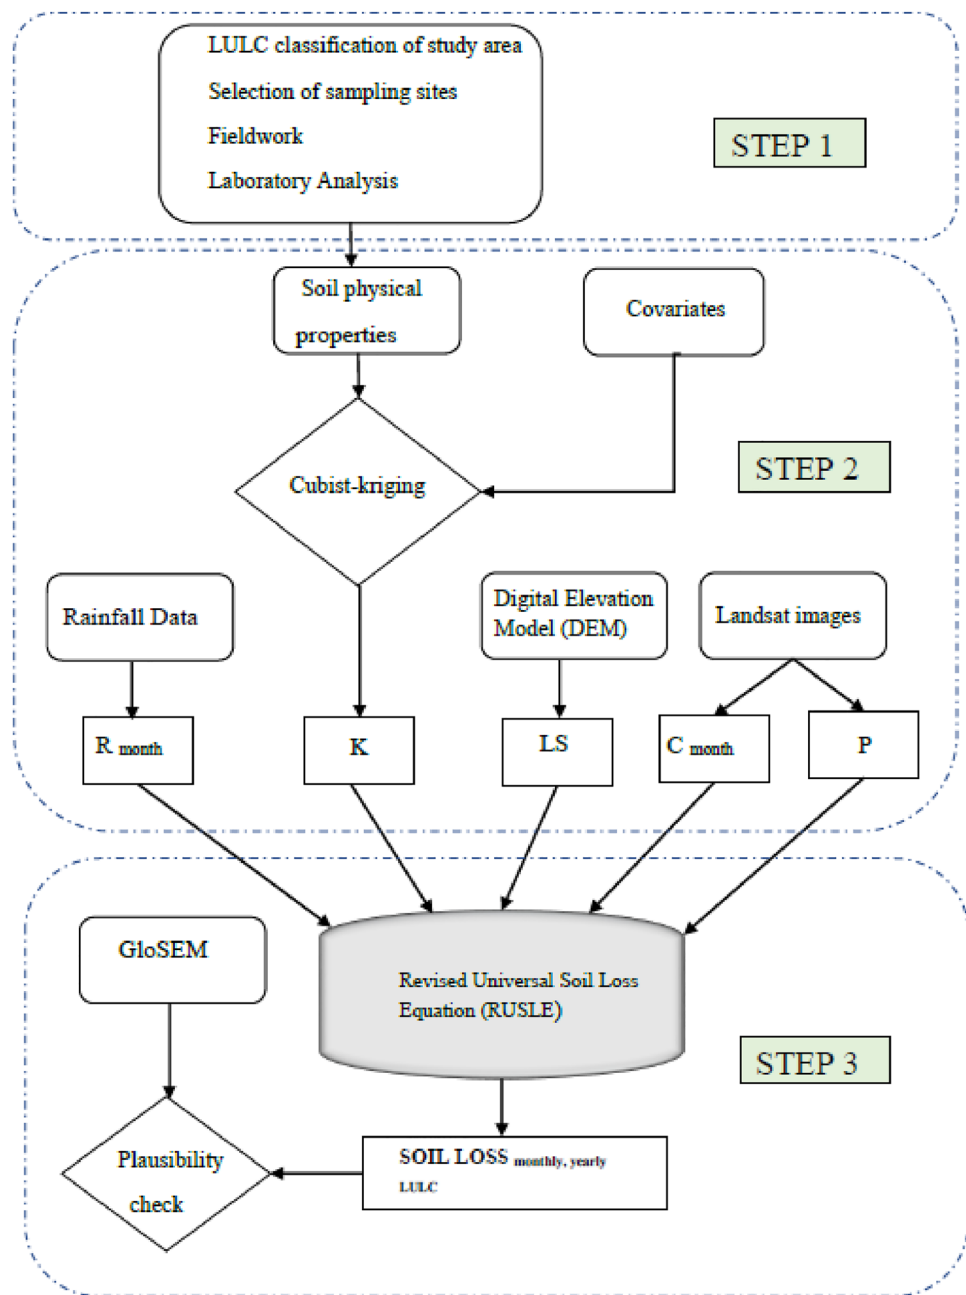 LULC classification of study area
Selection of sampling sites
Fieldwork
Laboratory Analysis
STEP 1
Soil physical
properties
Covariates
Cubist-kriging
STEP 2
Rainfall Data
Digital Elevation
Model (DEM)
Landsat images
R month
K
LS
C month
P
GloSEM
Revised Universal Soil Loss
Equation (RUSLE)
STEP 3
Plausibility
check
SOIL LOSS monthly, yearly
LULC